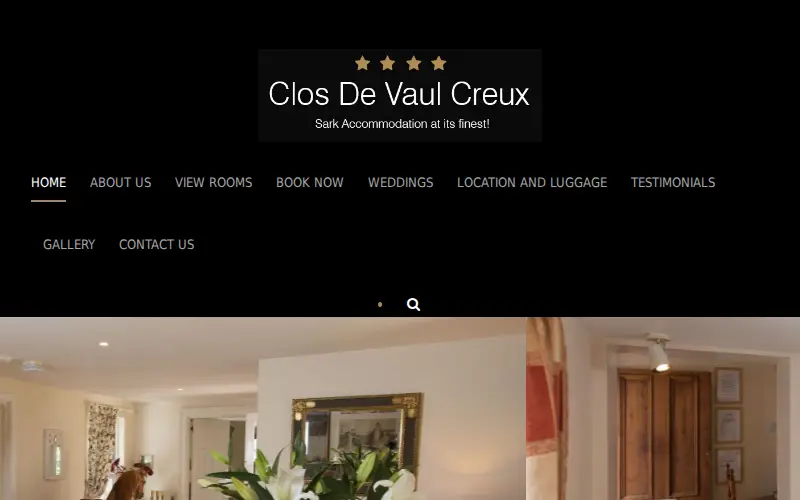 Clos De Vaul Creux
Sark Accommodation at its finest!
HOME ABOUT US VIEW ROOMS BOOK NOW WEDDINGS LOCATION AND LUGGAGE TESTIMONIALS
GALLERY CONTACT US